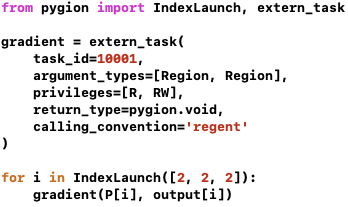 from pygion import IndexLaunch, extern_task

gradient = extern_task(
    task_id=10001,
    argument_types=[Region, Region],
    privileges=[R, RW],
    return_type=pygion.void,
    calling_convention='regent'
)

for i in IndexLaunch([2, 2, 2]):
    gradient(P[i], output[i])